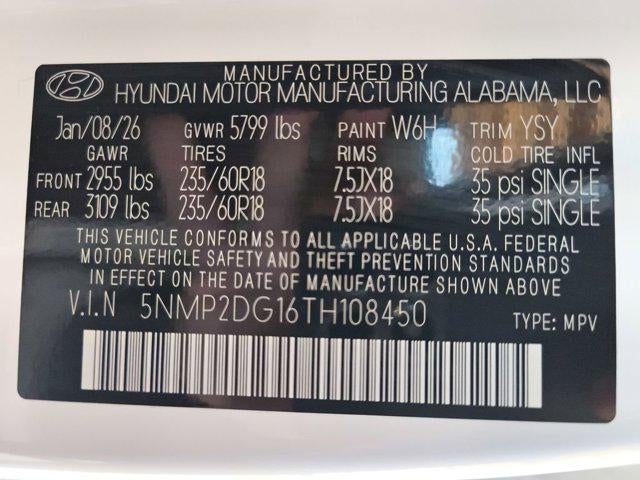 MANUFACTURED BY
HYUNDAI MOTOR MANUFACTURING ALABAMA, LLC
Jan/08/26 GVWR 5799 lbs PAINT W6H TRIM YSY
GAWR TIRES RIMS COLD TIRE INFL
FRONT 2955 lbs 235/60R18 7.5JX18 35 psi SINGLE
REAR 3109 lbs 235/60R18 7.5JX18 35 psi SINGLE
THIS VEHICLE CONFORMS TO ALL APPLICABLE U.S.A. FEDERAL
MOTOR VEHICLE SAFETY AND THEFT PREVENTION STANDARDS
IN EFFECT ON THE DATE OF MANUFACTURE SHOWN ABOVE
V.I.N 5NMP2DG16TH108450 TYPE: MPV